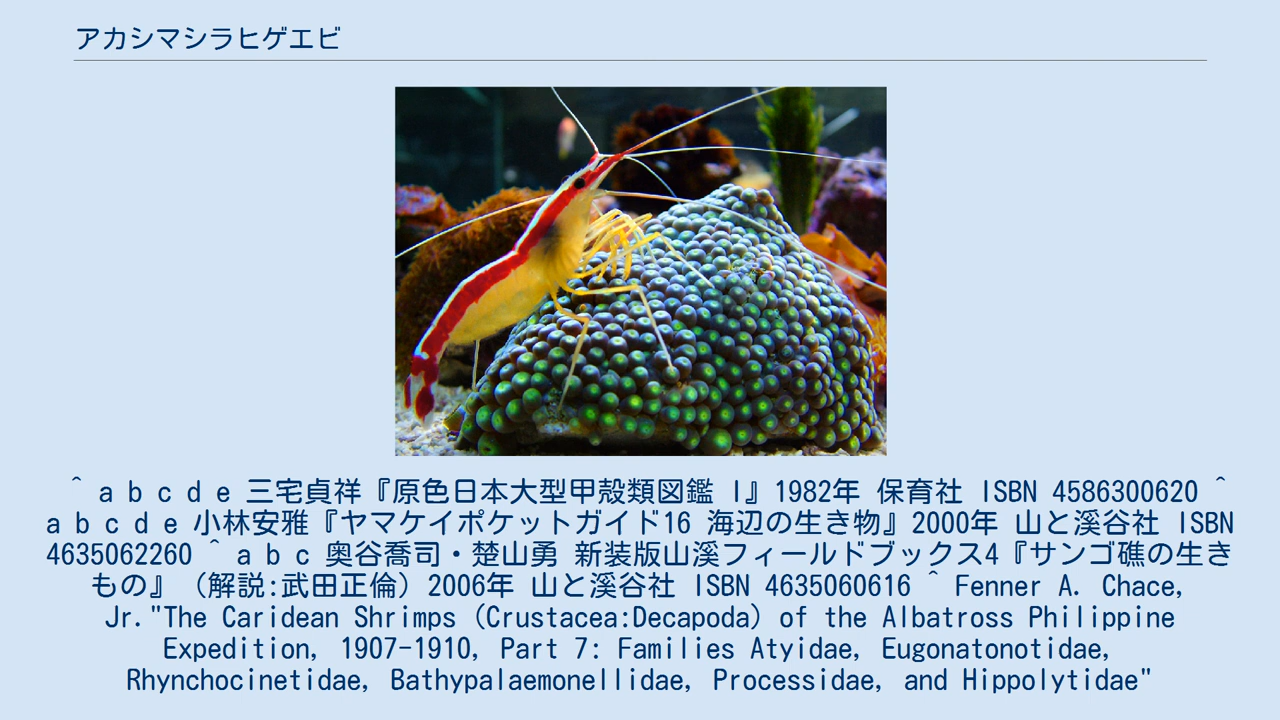 アカシマシラヒゲエビ
^ a b c d e 三宅貞祥『原色日本大型甲殻類図鑑 I』1982年 保育社 ISBN 4586300620 ^
a b c d e 小林安雅『ヤマケイポケットガイド16 海辺の生き物』2000年 山と溪谷社 ISBN
4635062260 ^ a b c 奥谷喬司・楚山勇 新装版山溪フィールドブックス4『サンゴ礁の生き
もの』（解説:武田正倫）2006年 山と溪谷社 ISBN 4635060616 ^ Fenner A. Chace,
Jr."The Caridean Shrimps (Crustacea:Decapoda) of the Albatross Philippine
Expedition, 1907-1910, Part 7: Families Atyidae, Eugonatonotidae,
Rhynchocinetidae, Bathypalaemonellidae, Processidae, and Hippolytidae"